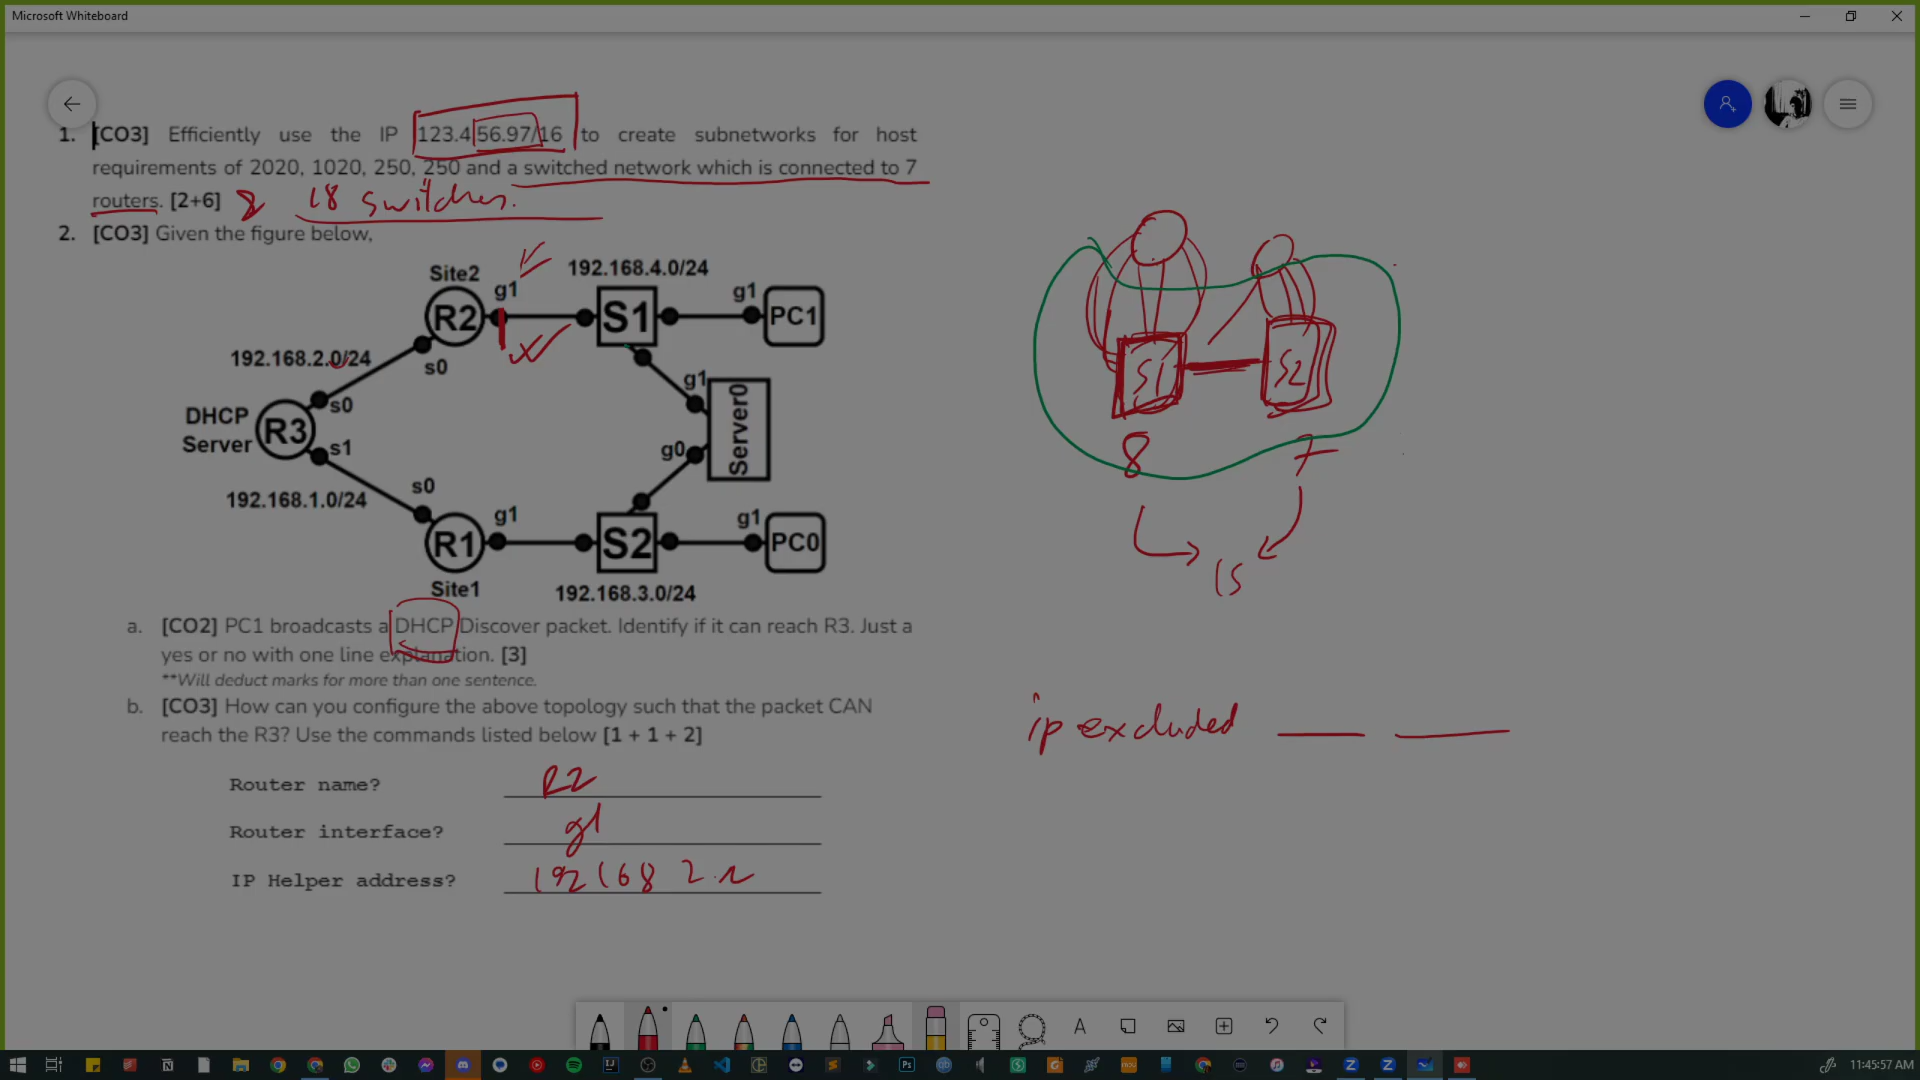 Microsoft Whiteboard
1. [CO3] Efficiently use the IP 123.4.56.97/16 to create subnetworks for host
requirements of 2020, 1020, 250, 250 and a switched network which is connected to 7
routers. [2+6] & 18 switches.
2. [CO3] Given the figure below,
Site2
g1
192.168.4.0/24
R2
S1
g1
PC1
192.168.2.0/24
s0
g1
DHCP
Server
R3
s0
s1
Server0
g0
192.168.1.0/24
s0
g1
g1
R1
S2
PC0
Site1
192.168.3.0/24
S1
S2
8
7
15
a. [CO2] PC1 broadcasts a DHCP Discover packet. Identify if it can reach R3. Just a
yes or no with one line explanation. [3]
**Will deduct marks for more than one sentence.
b. [CO3] How can you configure the above topology such that the packet CAN
reach the R3? Use the commands listed below [1 + 1 + 2]
ip excluded
Router name? R2
Router interface? g1
IP Helper address? 192 168 2.
11:45:57 AM